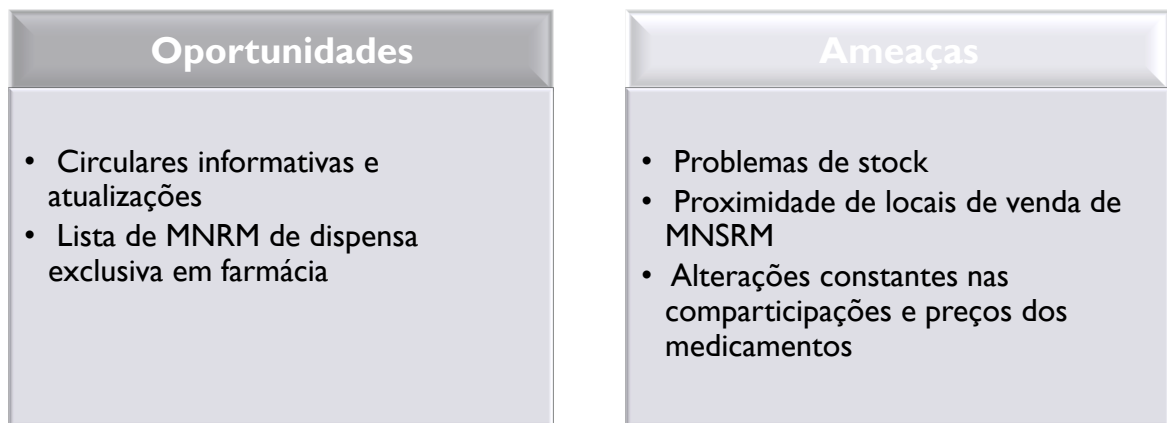 Oportunidades
• Circulares informativas e
atualizações
• Lista de MNRM de dispensa
exclusiva em farmácia
Ameaças
• Problemas de stock
• Proximidade de locais de venda de
MNSRM
• Alterações constantes nas
comparticipações e preços dos
medicamentos